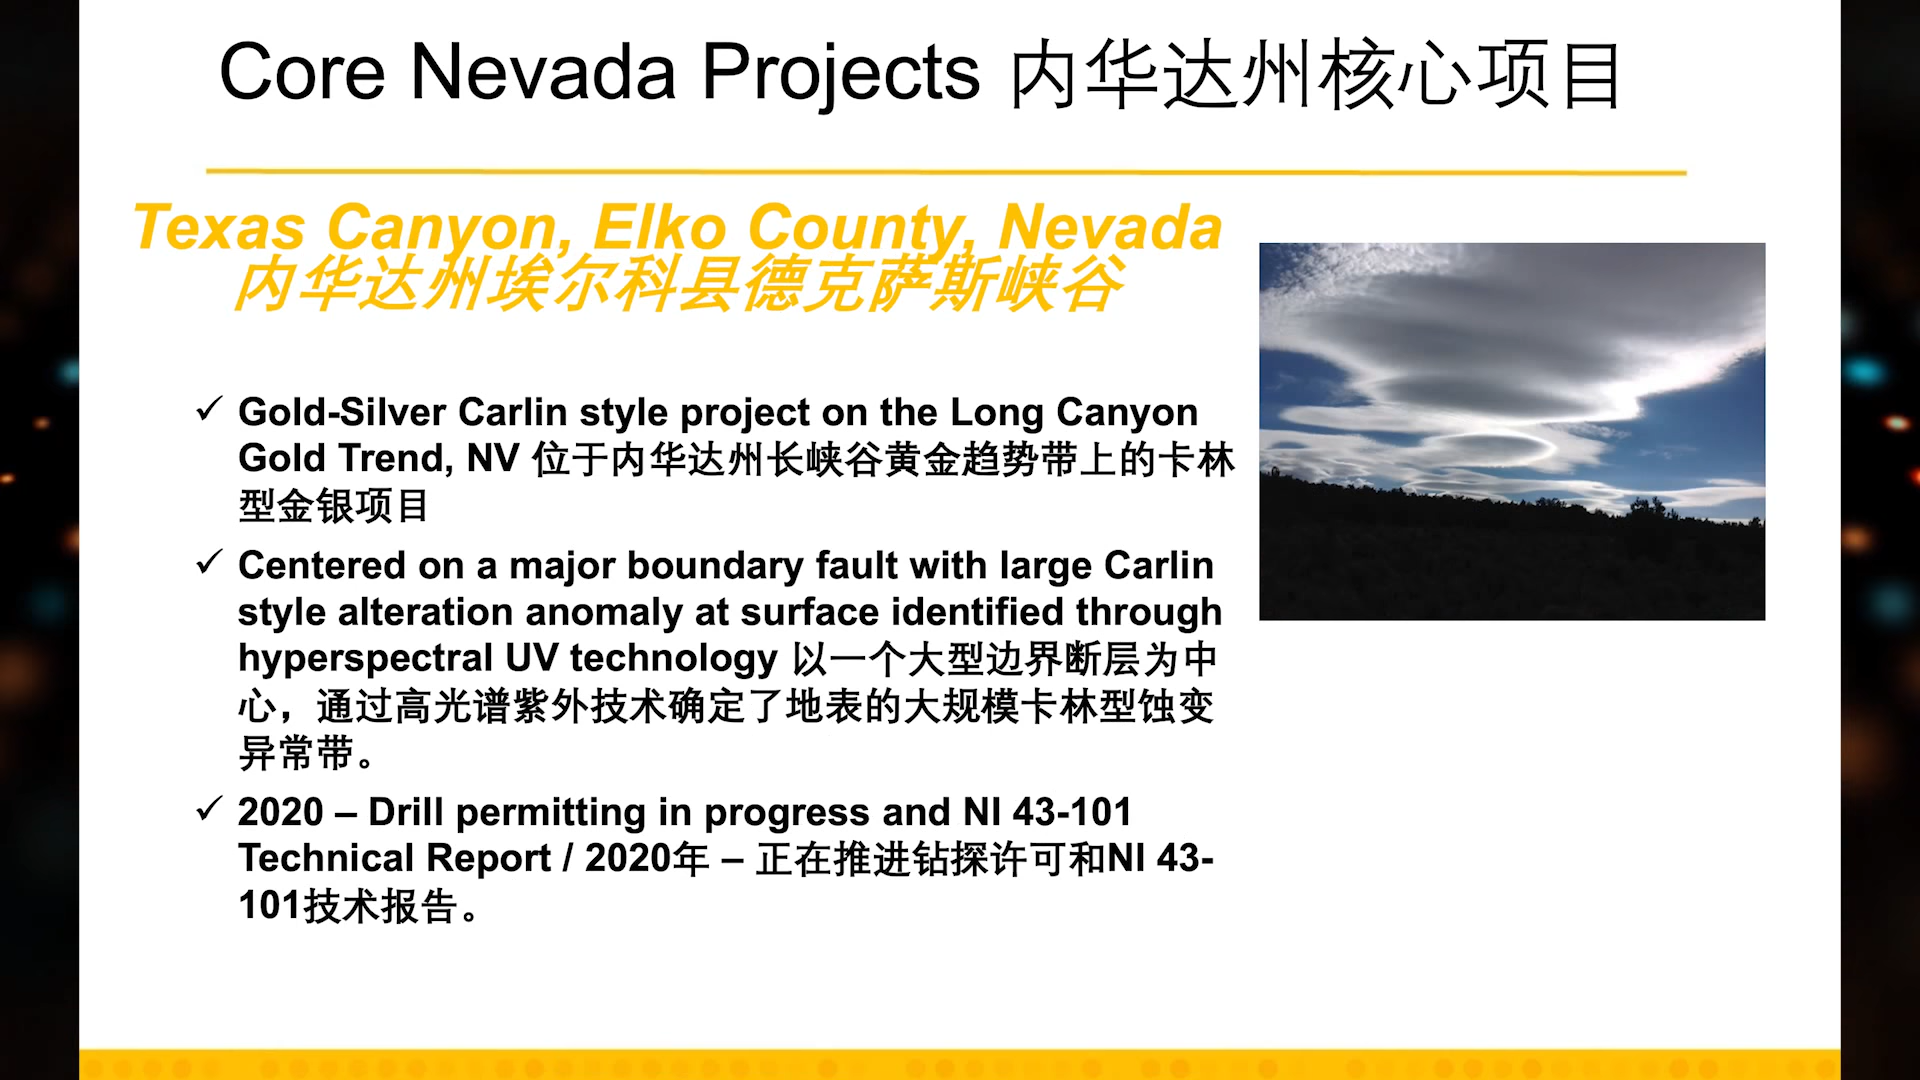 Core Nevada Projects 内华达州核心项目
Texas Canyon, Elko County, Nevada
内华达州埃尔科县德克萨斯峡谷
✓ Gold-Silver Carlin style project on the Long Canyon
Gold Trend, NV 位于内华达州长峡谷黄金趋势带上的卡林
型金银项目
✓ Centered on a major boundary fault with large Carlin
style alteration anomaly at surface identified through
hyperspectral UV technology 以一个大型边界断层为中
心，通过高光谱紫外技术确定了地表的大规模卡林型蚀变
异常带。
✓ 2020 – Drill permitting in progress and NI 43-101
Technical Report / 2020年 – 正在推进钻探许可和NI 43-
101技术报告。